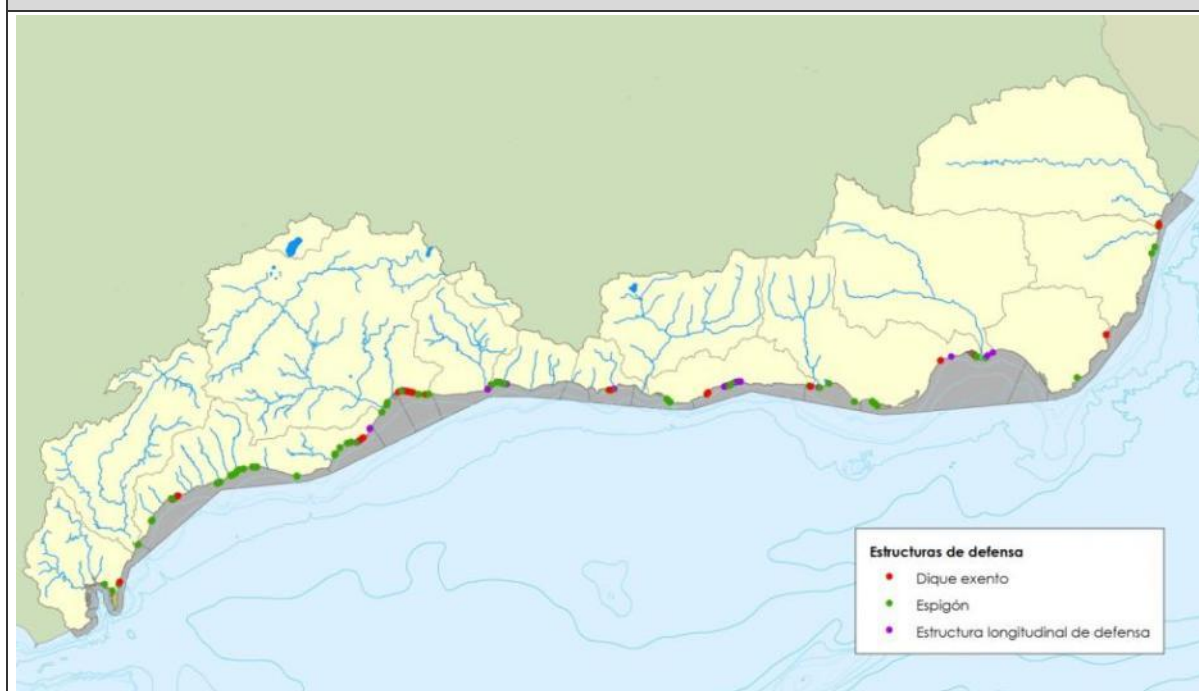 Estructuras de defensa
Dique exento
Espigón
Estructura longitudinal de defensa